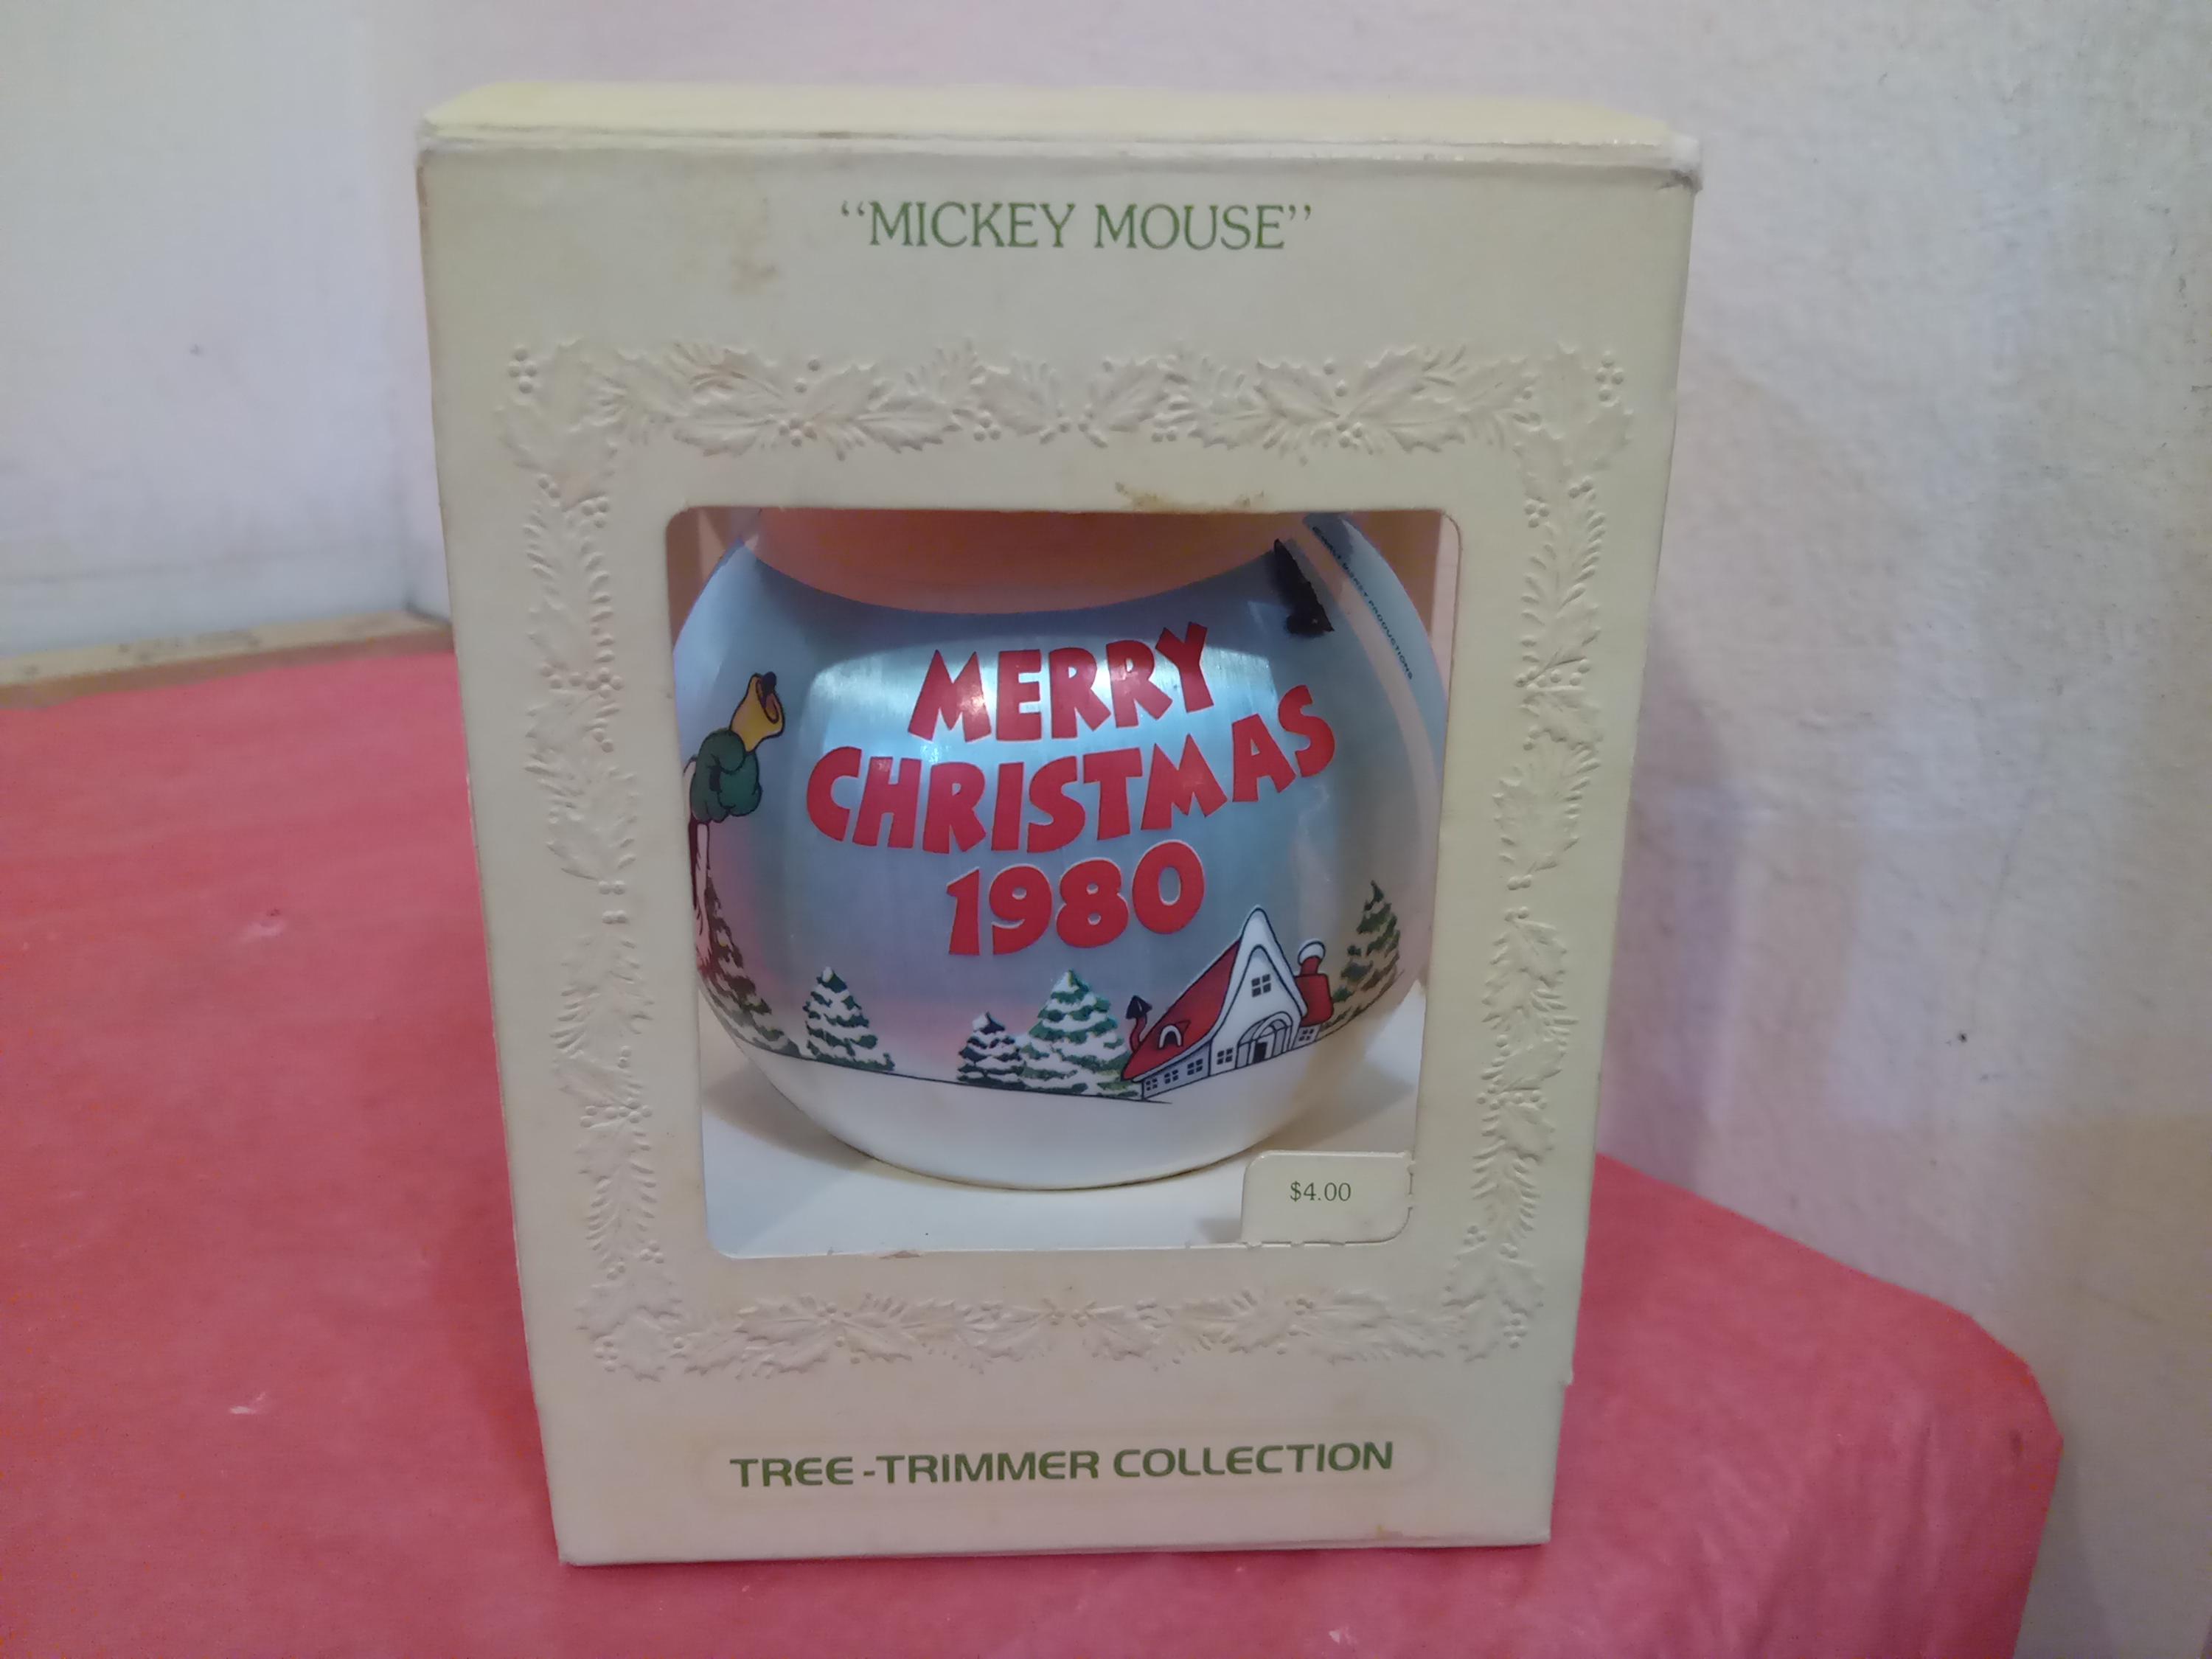 “MICKEY MOUSE”
MERRY
CHRISTMAS
1980
$4.00
TREE-TRIMMER COLLECTION